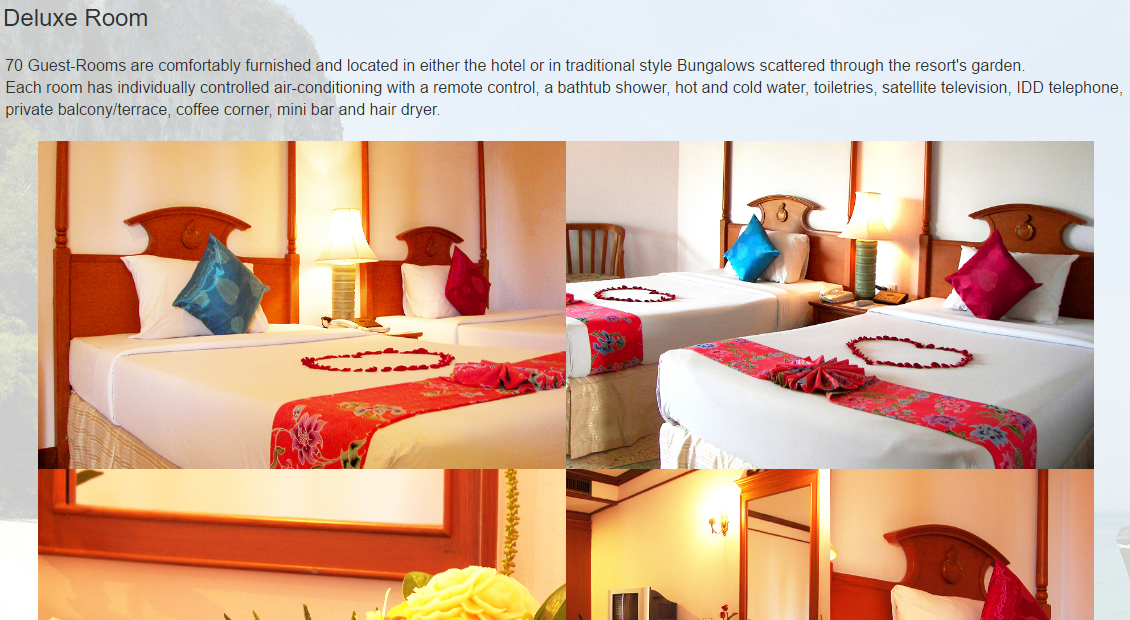 Deluxe Room
70 Guest-Rooms are comfortably furnished and located in either the hotel or in traditional style Bungalows scattered through the resort's garden.
Each room has individually controlled air-conditioning with a remote control, a bathtub shower, hot and cold water, toiletries, satellite television, IDD telephone,
private balcony/terrace, coffee corner, mini bar and hair dryer.